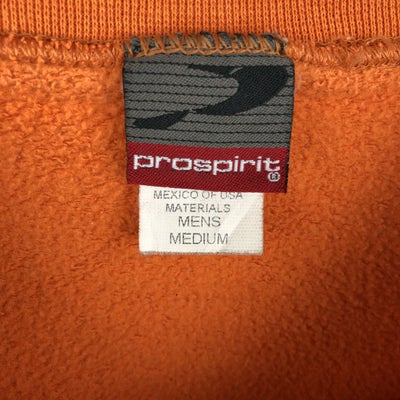 prospirit®
MEXICO OF USA
MATERIALS
MENS
MEDIUM